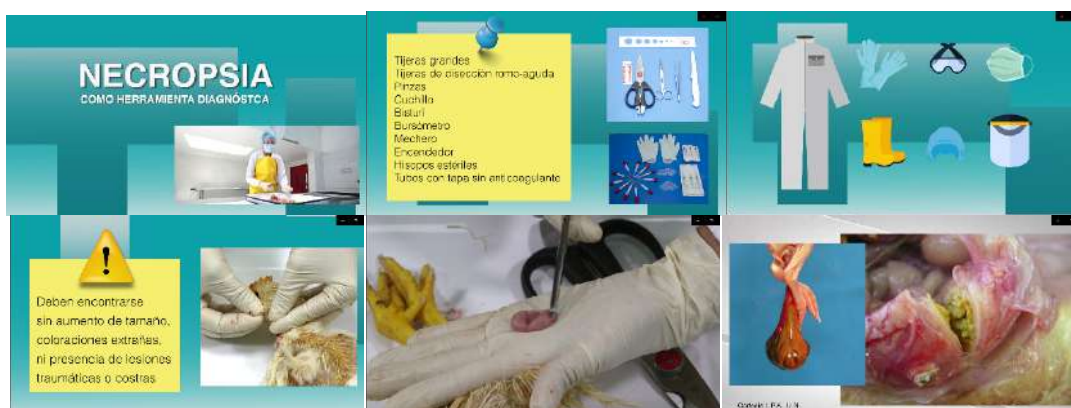 NECROPSIA
COMO HERRAMIENTA DIAGNÓSTCA
Tijeras grandes
Tijeras de disección romo-aguda
Pinzas
Cuchillo
Bisturí
Bursómetro
Mechero
Encendedor
Hisopos estériles
Tubos con tapa sin anticoagulante
Deben encontrarse
sin aumento de tamaño,
coloraciones extrañas,
ni presencia de lesiones
traumáticas o costras